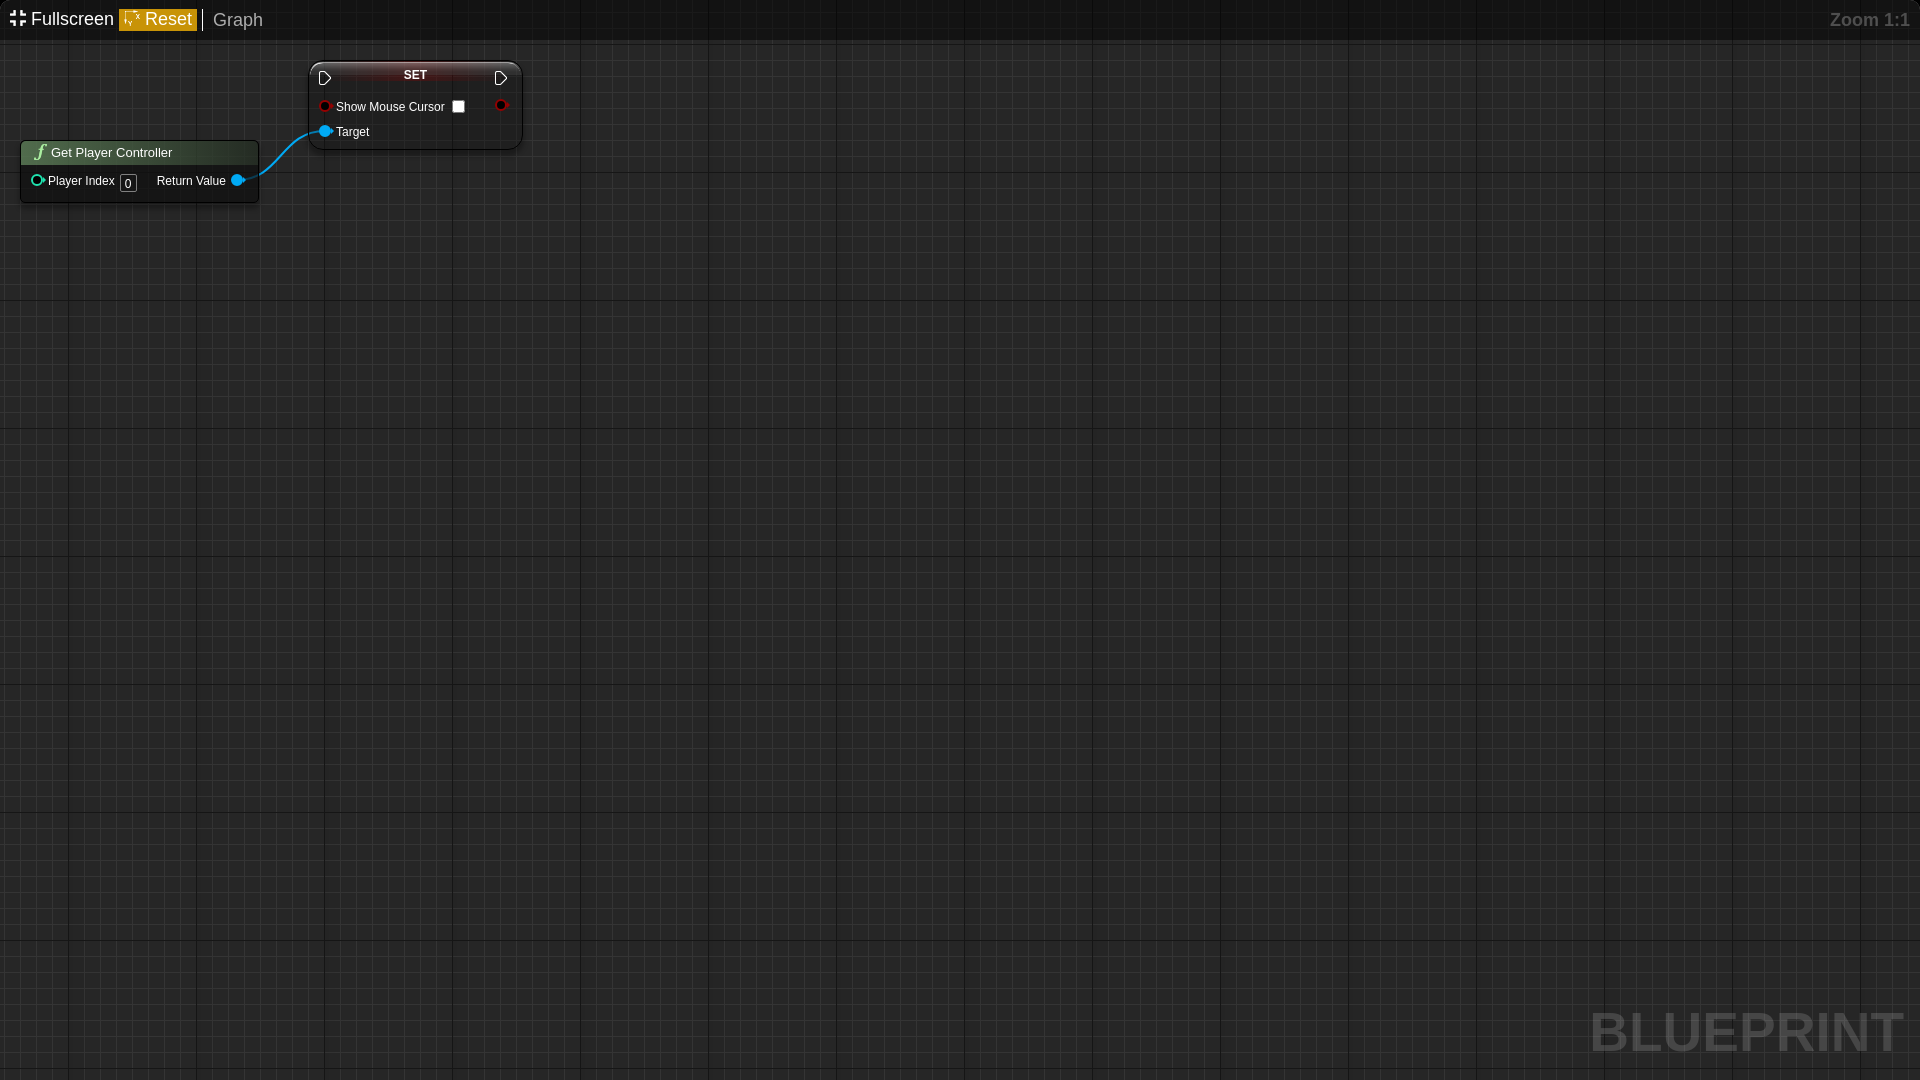 Fullscreen Reset Graph Zoom 1:1
SET
Show Mouse Cursor
Target
f Get Player Controller
Player Index 0 Return Value
BLUEPRINT